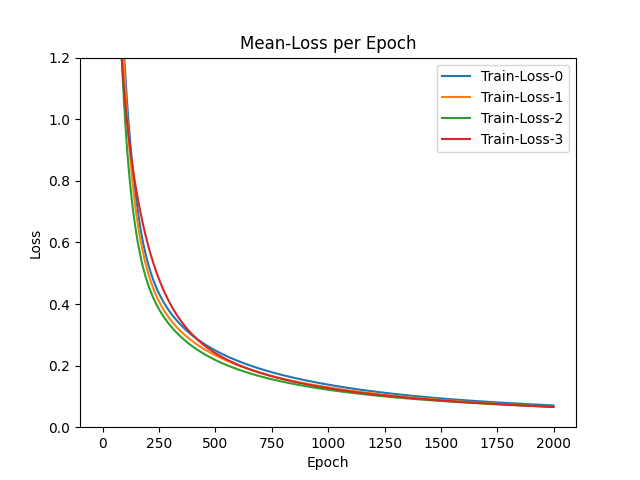 Mean-Loss per Epoch
Loss
1.2
1.0
0.8
0.6
0.4
0.2
0.0
Train-Loss-0
Train-Loss-1
Train-Loss-2
Train-Loss-3
0 250 500 750 1000 1250 1500 1750 2000
Epoch